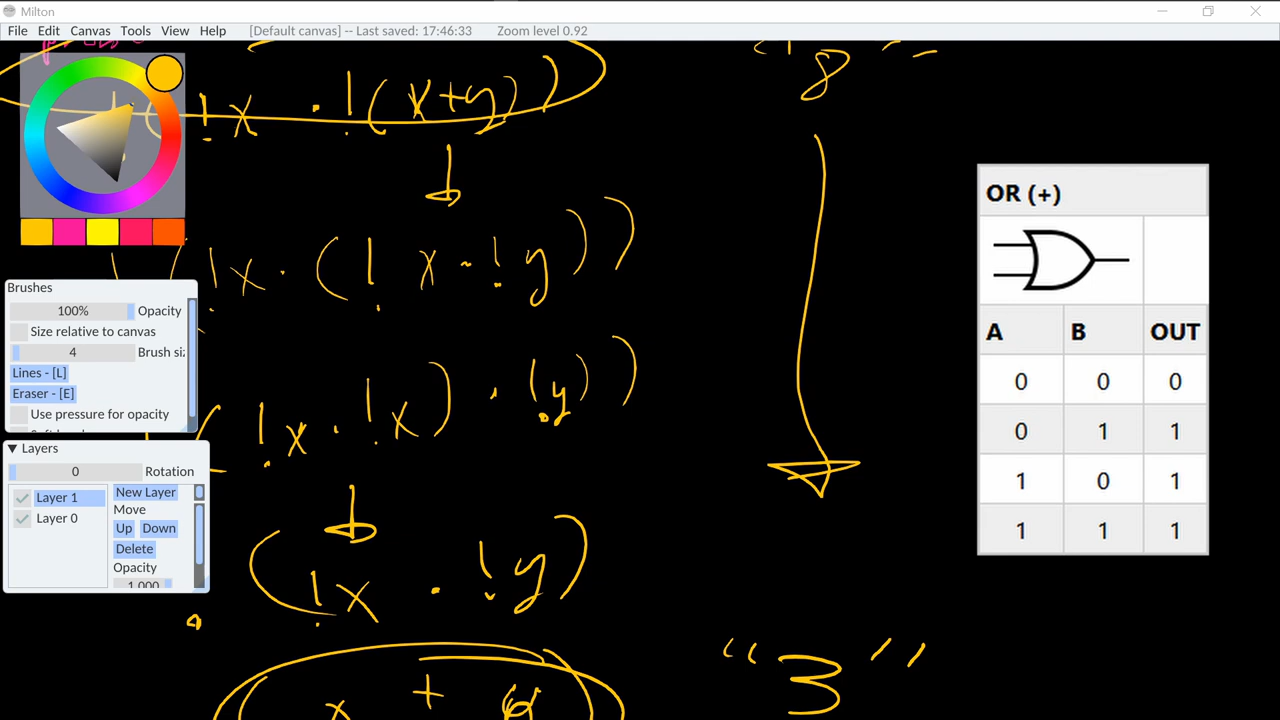 Milton
File Edit Canvas Tools View Help [Default canvas] -- Last saved: 17:46:33 Zoom level 0.92
!x · !(x+y))
"8"
!x · (!x · !y))
(!x · !x) · !y))
(!x · !y)
x + y
"3"
Brushes
100% Opacity
Size relative to canvas
4 Brush siz
Lines - [L]
Eraser - [E]
Use pressure for opacity
Layers
0 Rotation
Layer 1
Layer 0
New Layer
Move
Up Down
Delete
Opacity
1.000
OR (+)
A B OUT
0 0 0
0 1 1
1 0 1
1 1 1